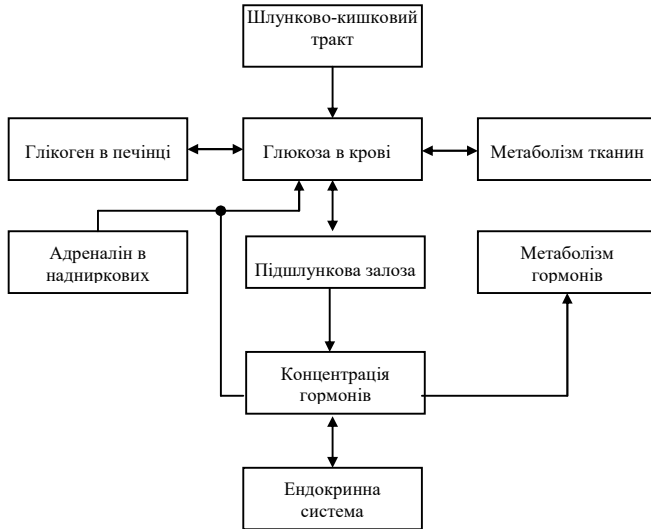 Шлунково-кишковий
тракт
Глікоген в печінці
Глюкоза в крові
Метаболізм тканин
Адреналін в
надниркових
Підшлункова залоза
Метаболізм
гормонів
Концентрація
гормонів
Ендокринна
система